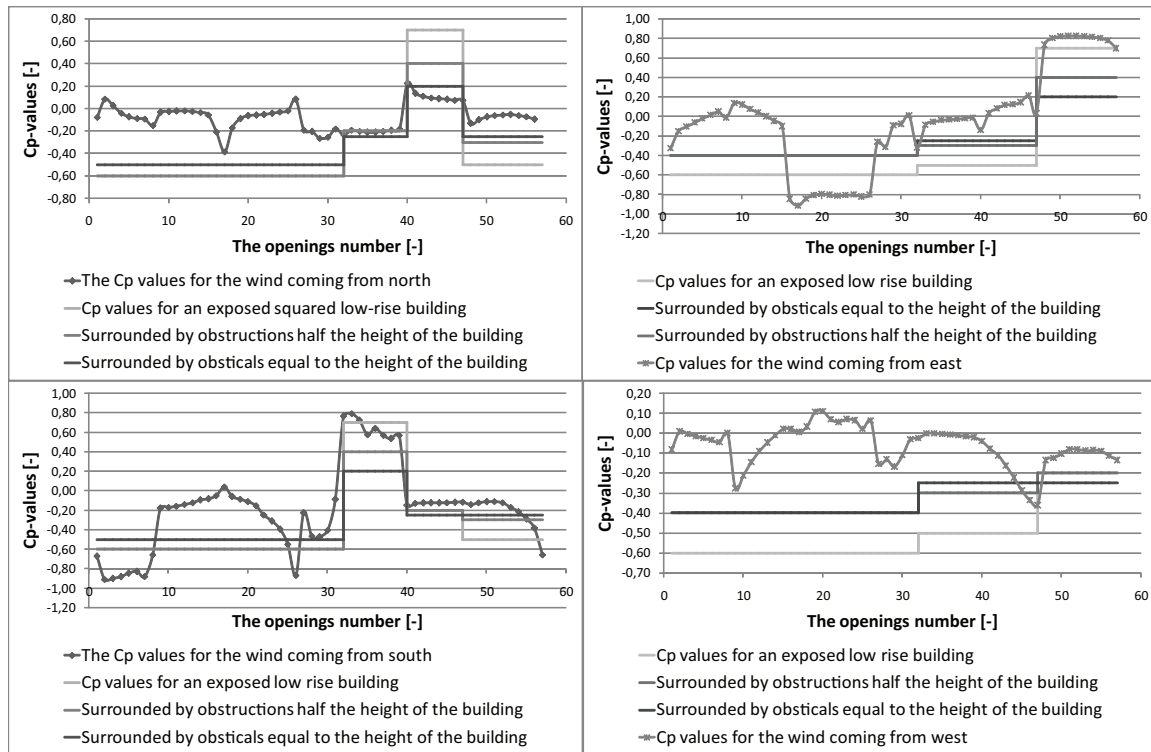 0,80
0,60
0,40
0,20
0,00
-0,20
-0,40
-0,60
-0,80
Cp-values [-]
0 10 20 30 40 50 60
The openings number [-]
The Cp values for the wind coming from north
Cp values for an exposed squared low-rise building
Surrounded by obstructions half the height of the building
Surrounded by obsticals equal to the height of the building
1,00
0,80
0,60
0,40
0,20
0,00
-0,20
-0,40
-0,60
-0,80
-1,00
-1,20
Cp-values [-]
0 10 20 30 40 50 60
The openings number [-]
Cp values for an exposed low rise building
Surrounded by obsticals equal to the height of the building
Surrounded by obstructions half the height of the building
Cp values for the wind coming from east
1,00
0,80
0,60
0,40
0,20
0,00
-0,20
-0,40
-0,60
-0,80
-1,00
-1,20
Cp-values [-]
0 10 20 30 40 50 60
The openings number [-]
The Cp values for the wind coming from south
Cp values for an exposed low rise building
Surrounded by obstructions half the height of the building
Surrounded by obsticals equal to the height of the building
0,20
0,10
0,00
-0,10
-0,20
-0,30
-0,40
-0,50
-0,60
-0,70
Cp-values [-]
0 10 20 30 40 50 60
The openings number [-]
Cp values for an exposed low rise building
Surrounded by obstructions half the height of the building
Surrounded by obsticals equal to the height of the building
Cp values for the wind coming from west